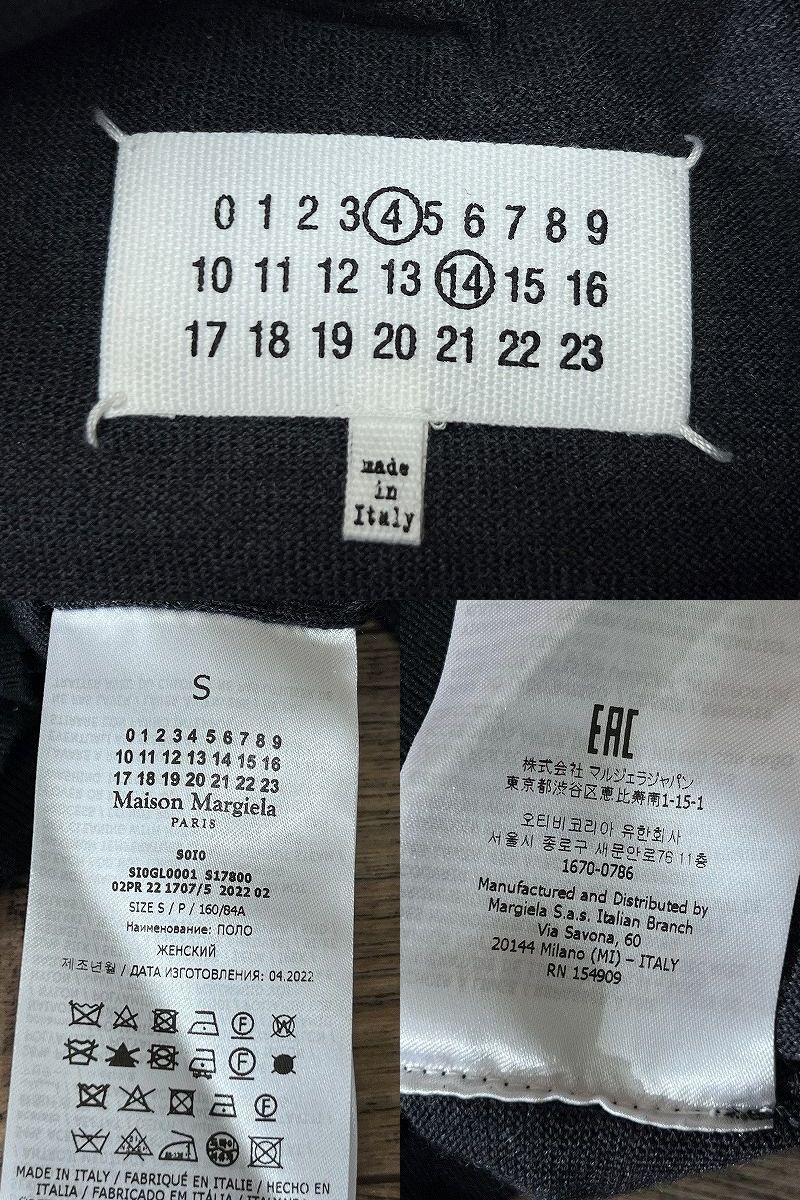 0 1 2 3 4 5 6 7 8 9
10 11 12 13 14 15 16
17 18 19 20 21 22 23
made
in
Italy
S
0 1 2 3 4 5 6 7 8 9
10 11 12 13 14 15 16
17 18 19 20 21 22 23
Maison Margiela
PARIS
S0I0
SI0GL0001 S17800
02PR 22 1707/5 2022 02
SIZE S / P / 160/84A
Наименование: ПОЛО
ЖЕНСКИЙ
제조년월 / ДАТА ИЗГОТОВЛЕНИЯ: 04.2022
F W
F
F
MADE IN ITALY / FABRIQUÉ EN ITALIE / HECHO EN
ITALIA / FABRICADO EM ITÁLIA /
EAC
株式会社 マルジェラジャパン
東京都渋谷区恵比寿南1-15-1
오티비코리아 유한회사
서울시 종로구 새문안로76 11층
1670-0786
Manufactured and Distributed by
Margiela S.a.s. Italian Branch
Via Savona, 60
20144 Milano (MI) – ITALY
RN 154909